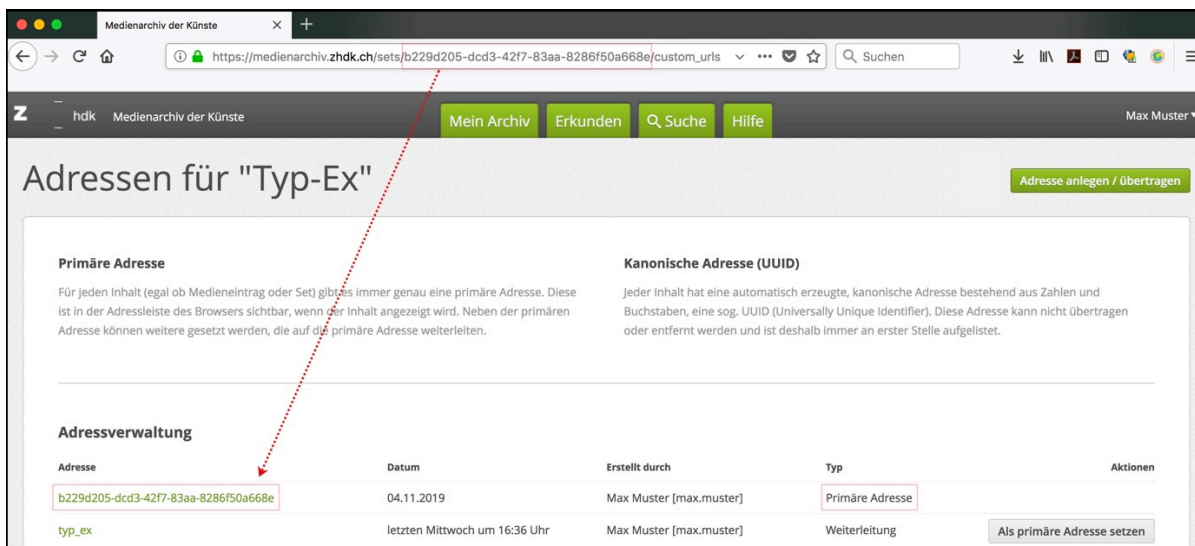 Medienarchiv der Künste
https://medienarchiv.zhdk.ch/sets/b229d205-dcd3-42f7-83aa-8286f50a668e/custom_urls
Suchen
Z hdk Medienarchiv der Künste
Mein Archiv Erkunden Suche Hilfe
Max Muster
Adressen für "Typ-Ex"
Adresse anlegen / übertragen
Primäre Adresse
Für jeden Inhalt (egal ob Medieneintrag oder Set) gibt es immer genau eine primäre Adresse. Diese
ist in der Adressleiste des Browsers sichtbar, wenn der Inhalt angezeigt wird. Neben der primären
Adresse können weitere gesetzt werden, die auf die primäre Adresse weiterleiten.
Kanonische Adresse (UUID)
Jeder Inhalt hat eine automatisch erzeugte, kanonische Adresse bestehend aus Zahlen und
Buchstaben, eine sog. UUID (Universally Unique Identifier). Diese Adresse kann nicht übertragen
oder entfernt werden und ist deshalb immer an erster Stelle aufgelistet.
Adressverwaltung
Adresse Datum Erstellt durch Typ Aktionen
b229d205-dcd3-42f7-83aa-8286f50a668e 04.11.2019 Max Muster [max.muster] Primäre Adresse
typ_ex letzten Mittwoch um 16:36 Uhr Max Muster [max.muster] Weiterleitung Als primäre Adresse setzen